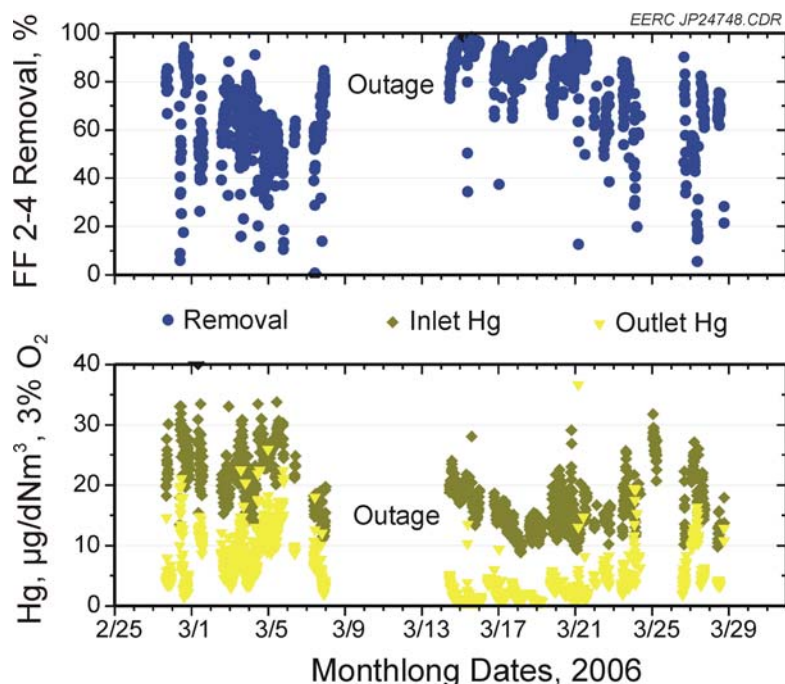 EERC JP24748.CDR
FF 2-4 Removal, %
100
80
60
40
20
0
Outage
Removal
Inlet Hg
Outlet Hg
Hg, µg/dNm³, 3% O₂
40
30
20
10
0
Outage
2/25 3/1 3/5 3/9 3/13 3/17 3/21 3/25 3/29
Monthlong Dates, 2006